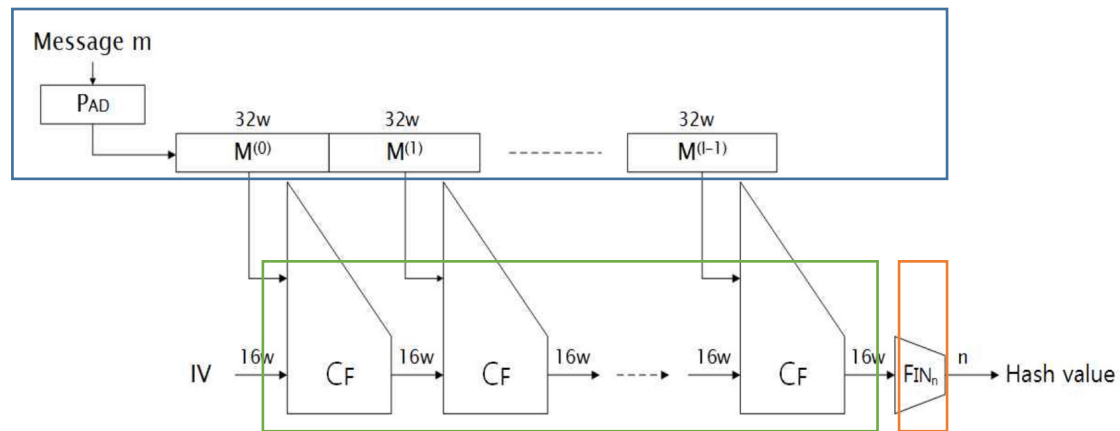 Message m
PAD
32w 32w 32w
M(0) M(1) M(l-1)
16w 16w 16w 16w 16w n
IV CF CF CF FINn Hash value